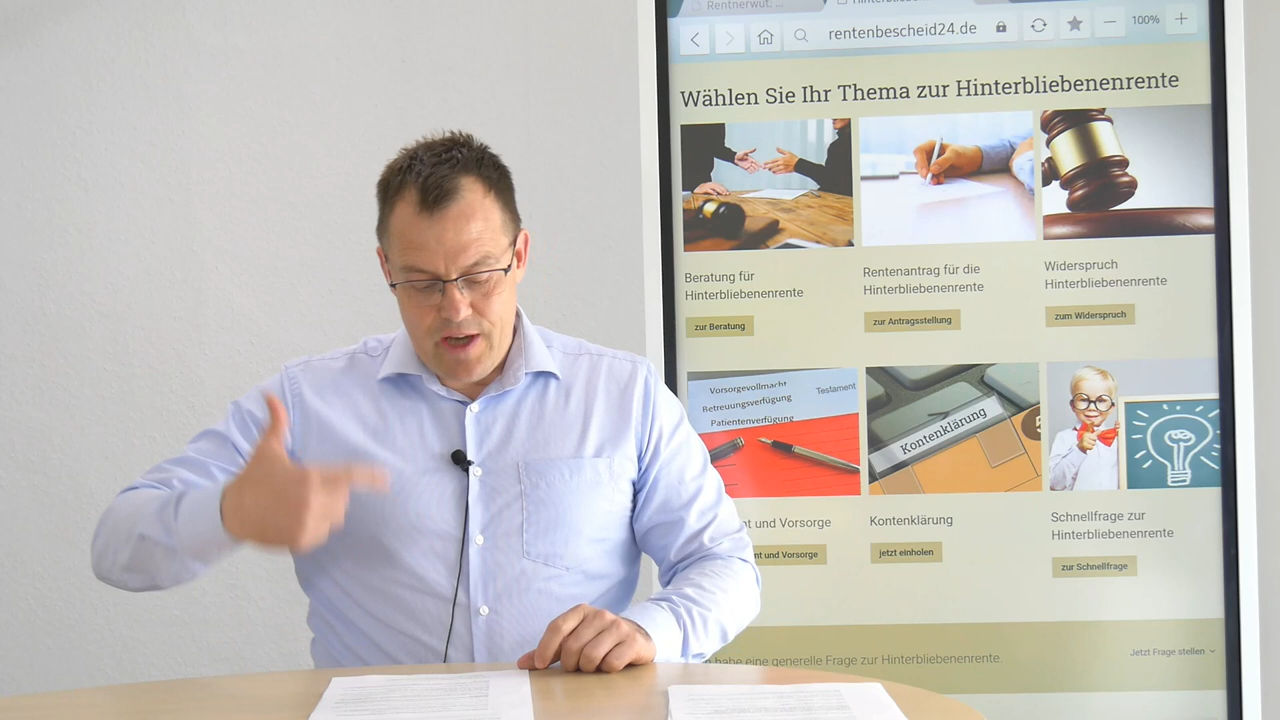 Rentnerwut: ...
rentenbescheid24.de
100%
Wählen Sie Ihr Thema zur Hinterbliebenenrente
Beratung für
Hinterbliebenenrente
zur Beratung
Rentenantrag für die
Hinterbliebenenrente
zur Antragsstellung
Widerspruch
Hinterbliebenenrente
zum Widerspruch
Vorsorgevollmacht
Testament
Betreuungsverfügung
Patientenverfügung
Kontenklärung
nt und Vorsorge
nt und Vorsorge
Kontenklärung
jetzt einholen
Schnellfrage zur
Hinterbliebenenrente
zur Schnellfrage
habe eine generelle Frage zur Hinterbliebenenrente.
Jetzt Frage stellen